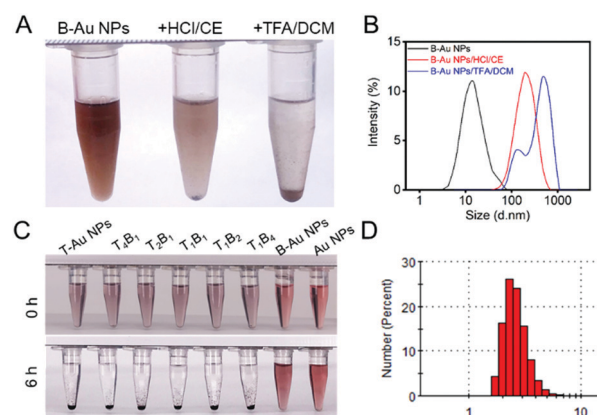 A
B-Au NPs
+HCl/CE
+TFA/DCM
B
B-Au NPs
B-Au NPs/HCl/CE
B-Au NPs/TFA/DCM
15
10
5
0
Intensity (%)
1
10
100
1000
Size (d.nm)
C
T-Au NPs
T₄B₁
T₂B₁
T₁B₁
T₁B₂
T₁B₄
B-Au NPs
Au NPs
0 h
6 h
D
30
20
10
0
Number (Percent)
1
10